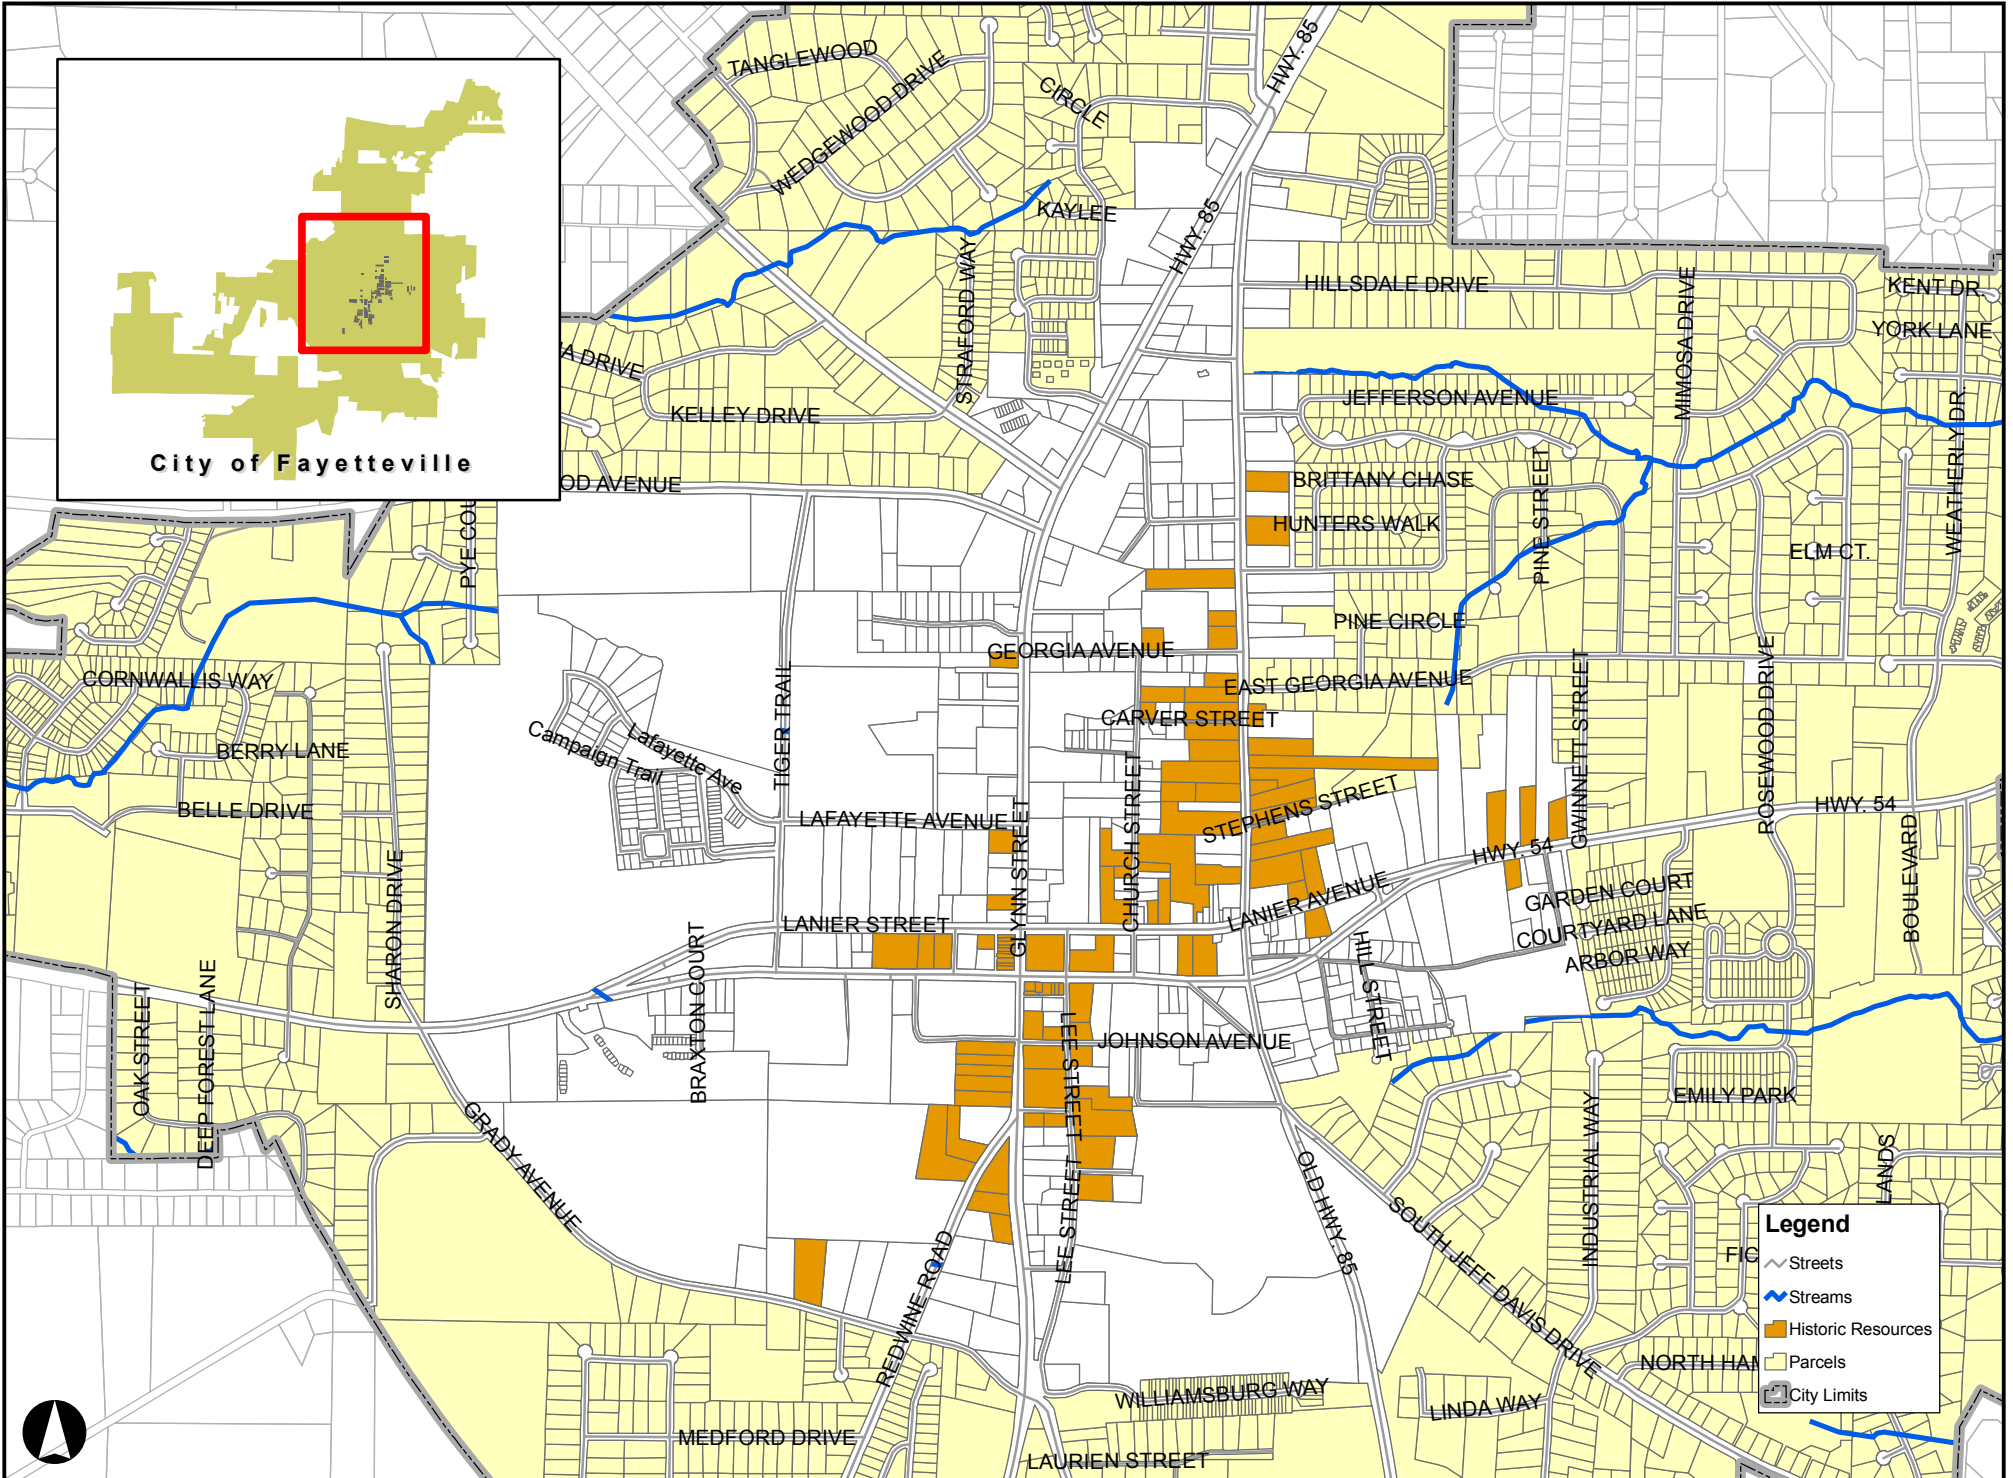 HWY. 85
TANGLEWOOD
WEDGEWOOD DRIVE
CIRCLE
KAYLEE
HWY. 85
STRAFORD WAY
HILLSDALE DRIVE
MIMOSA DRIVE
KENT DR.
YORK LANE
A DRIVE
KELLEY DRIVE
JEFFERSON AVENUE
WEATHERLY DR.
City of Fayetteville
OD AVENUE
PYE COU
BRITTANY CHASE
HUNTERS WALK
PINE STREET
ELM CT.
PINE CIRCLE
GEORGIA AVENUE
EAST GEORGIA AVENUE
GWINNETT STREET
ROSEWOOD DRIVE
CORNWALLIS WAY
TIGER TRAIL
CARVER STREET
Campaign Trail
Lafayette Ave
BERRY LANE
BELLE DRIVE
LAFAYETTE AVENUE
GLYNN STREET
CHURCH STREET
STEPHENS STREET
HWY. 54
HWY. 54
BOULEVARD
SHARON DRIVE
LANIER STREET
LANIER AVENUE
GARDEN COURT
COURTYARD LANE
ARBOR WAY
HILL STREET
BRAXTON COURT
OAK STREET
DEEP FOREST LANE
LEE STREET
JOHNSON AVENUE
EMILY PARK
INDUSTRIAL WAY
GRADY AVENUE
LEE STREET
OLD HWY. 85
SOUTH JEFF DAVIS DRIVE
LANDS
REDWINE ROAD
FIC
NORTH HAM
WILLIAMSBURG WAY
LINDA WAY
MEDFORD DRIVE
LAURIEN STREET
Legend
Streets
Streams
Historic Resources
Parcels
City Limits